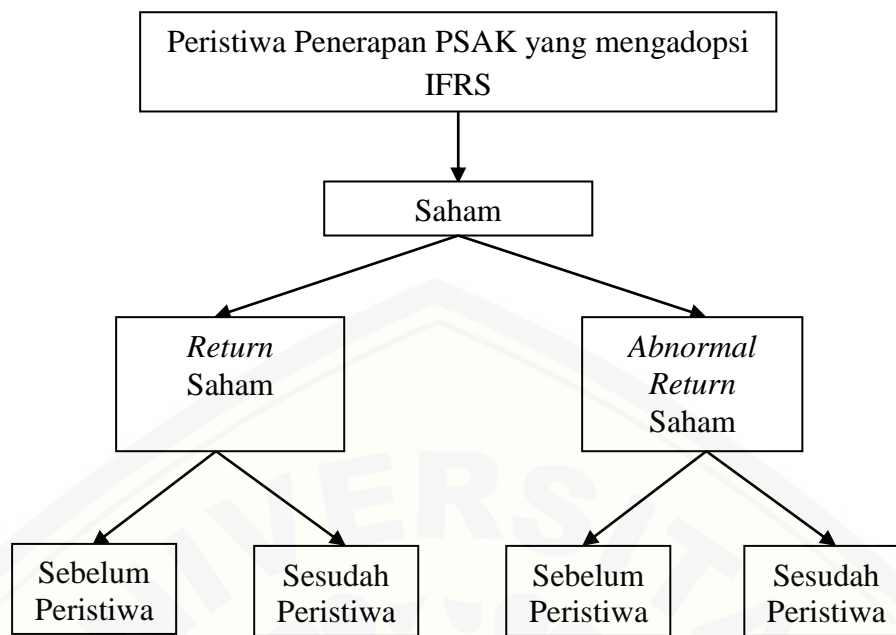 Peristiwa Penerapan PSAK yang mengadopsi
IFRS
Saham
Return
Saham
Abnormal
Return
Saham
Sebelum
Peristiwa
Sesudah
Peristiwa
Sebelum
Peristiwa
Sesudah
Peristiwa